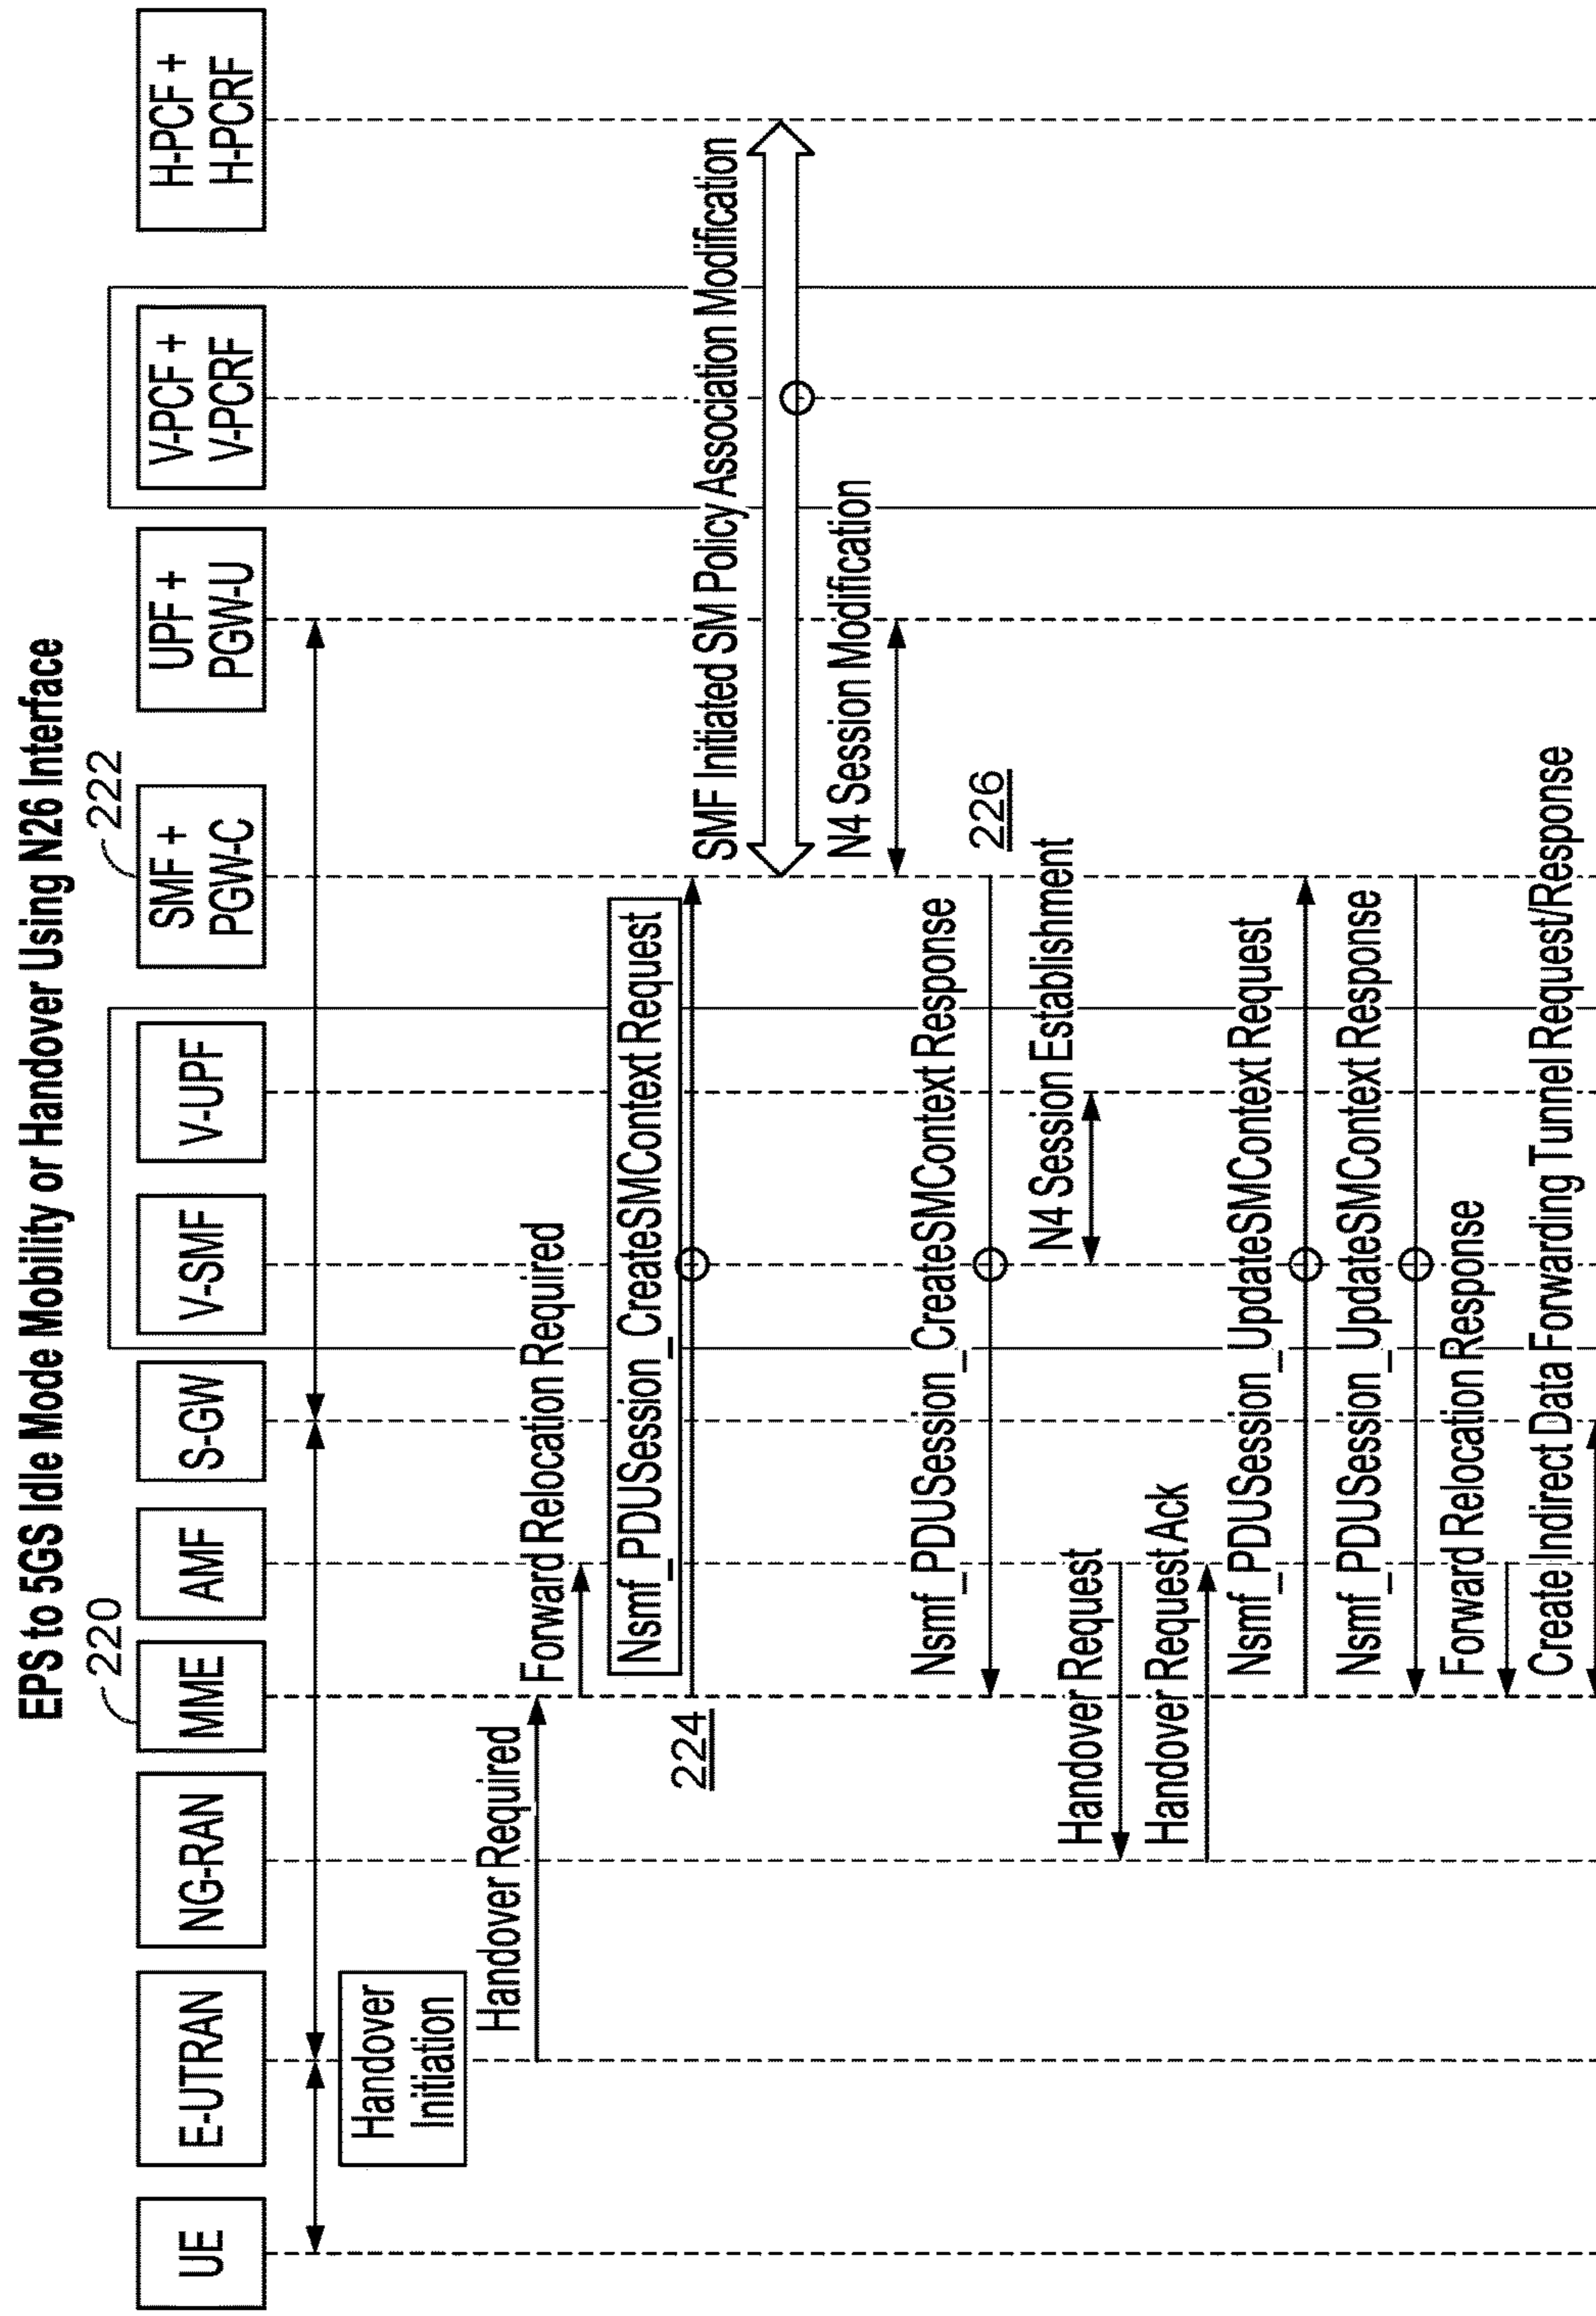 EPS to 5GS Idle Mode Mobility or Handover Using N26 Interface
220
222
UE
E-UTRAN
NG-RAN
MME
AMF
S-GW
V-SMF
V-UPF
SMF +
PGW-C
UPF +
PGW-U
V-PCF +
V-PCRF
H-PCF +
H-PCRF
Handover
Initiation
Handover Required
Forward Relocation Required
Nsmf_PDUSession_CreateSMContext Request
224
SMF Initiated SM Policy Association Modification
N4 Session Modification
Nsmf_PDUSession_CreateSMContext Response
226
N4 Session Establishment
Handover Request
Handover Request Ack
Nsmf_PDUSession_UpdateSMContext Request
Nsmf_PDUSession_UpdateSMContext Response
Forward Relocation Response
Create Indirect Data Forwarding Tunnel Request/Response